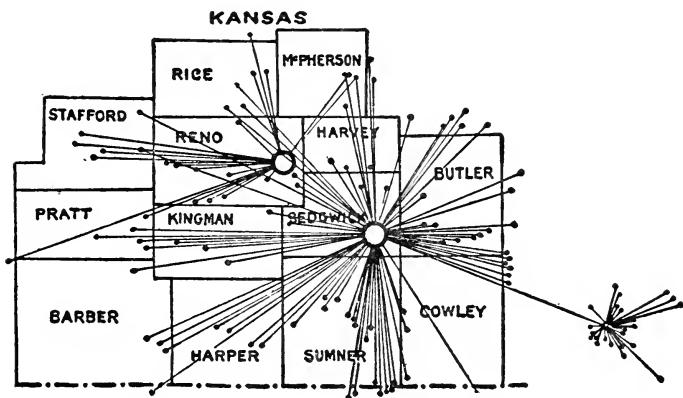 KANSAS
McPHERSON
RICE
STAFFORD
RENO
HARVEY
BUTLER
PRATT
KINGMAN
SEDGWICK
BARBER
COWLEY
HARPER
SUMNER